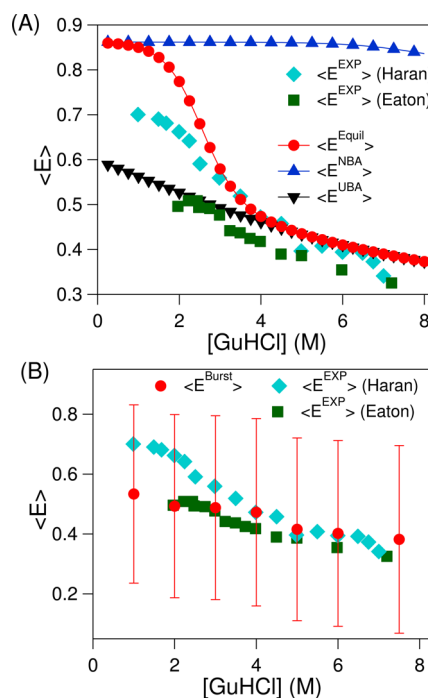 (A)
0.9
0.8
0.7
0.6
0.5
0.4
0.3
<E>
<E^EXP> (Haran)
<E^EXP> (Eaton)
<E^Equil>
<E^NBA>
<E^UBA>
0 2 4 6 8
[GuHCl] (M)
(B)
<E^Burst>
<E^EXP> (Haran)
<E^EXP> (Eaton)
0.8
0.6
0.4
0.2
<E>
0 2 4 6 8
[GuHCl] (M)